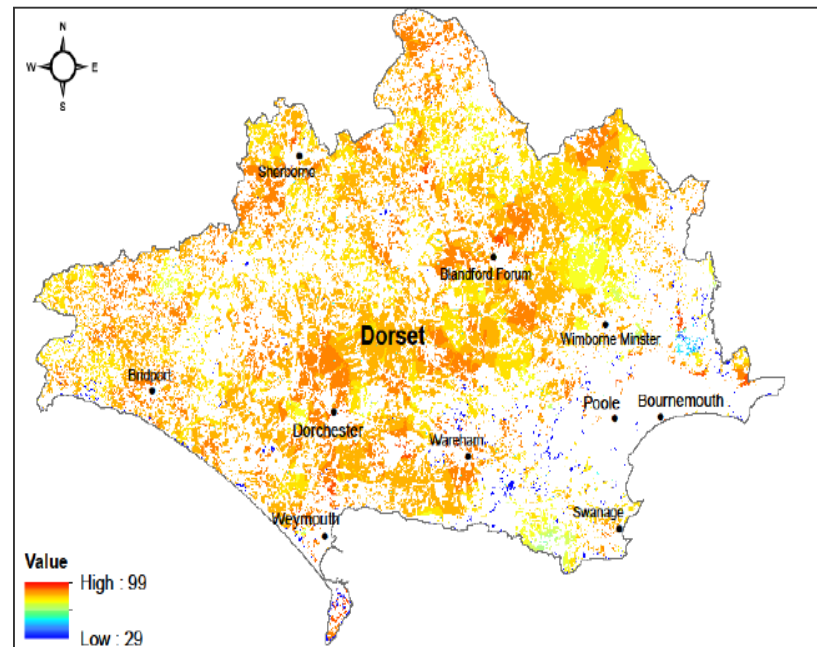 N
W E
S
Sherborne
Blandford Forum
Dorset
Wimborne Minster
Bridport
Poole
Bournemouth
Dorchester
Wareham
Swanage
Weymouth
Value
High : 99
Low : 29